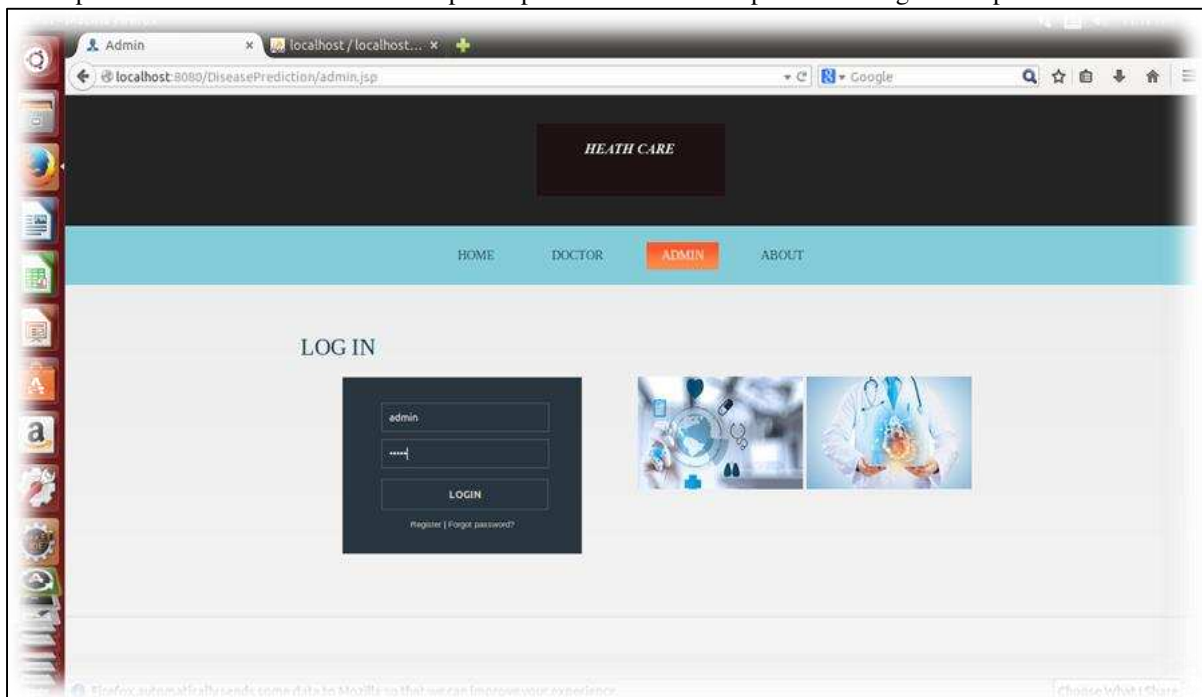 Admin × localhost / localhost... ×
localhost:8080/DiseasePrediction/admin.jsp Google
HEATH CARE
HOME DOCTOR ADMIN ABOUT
LOG IN
admin
•••••
LOGIN
Register | Forgot password?
Firefox automatically sends some data to Mozilla so that we can improve your experience.
Choose What I Share